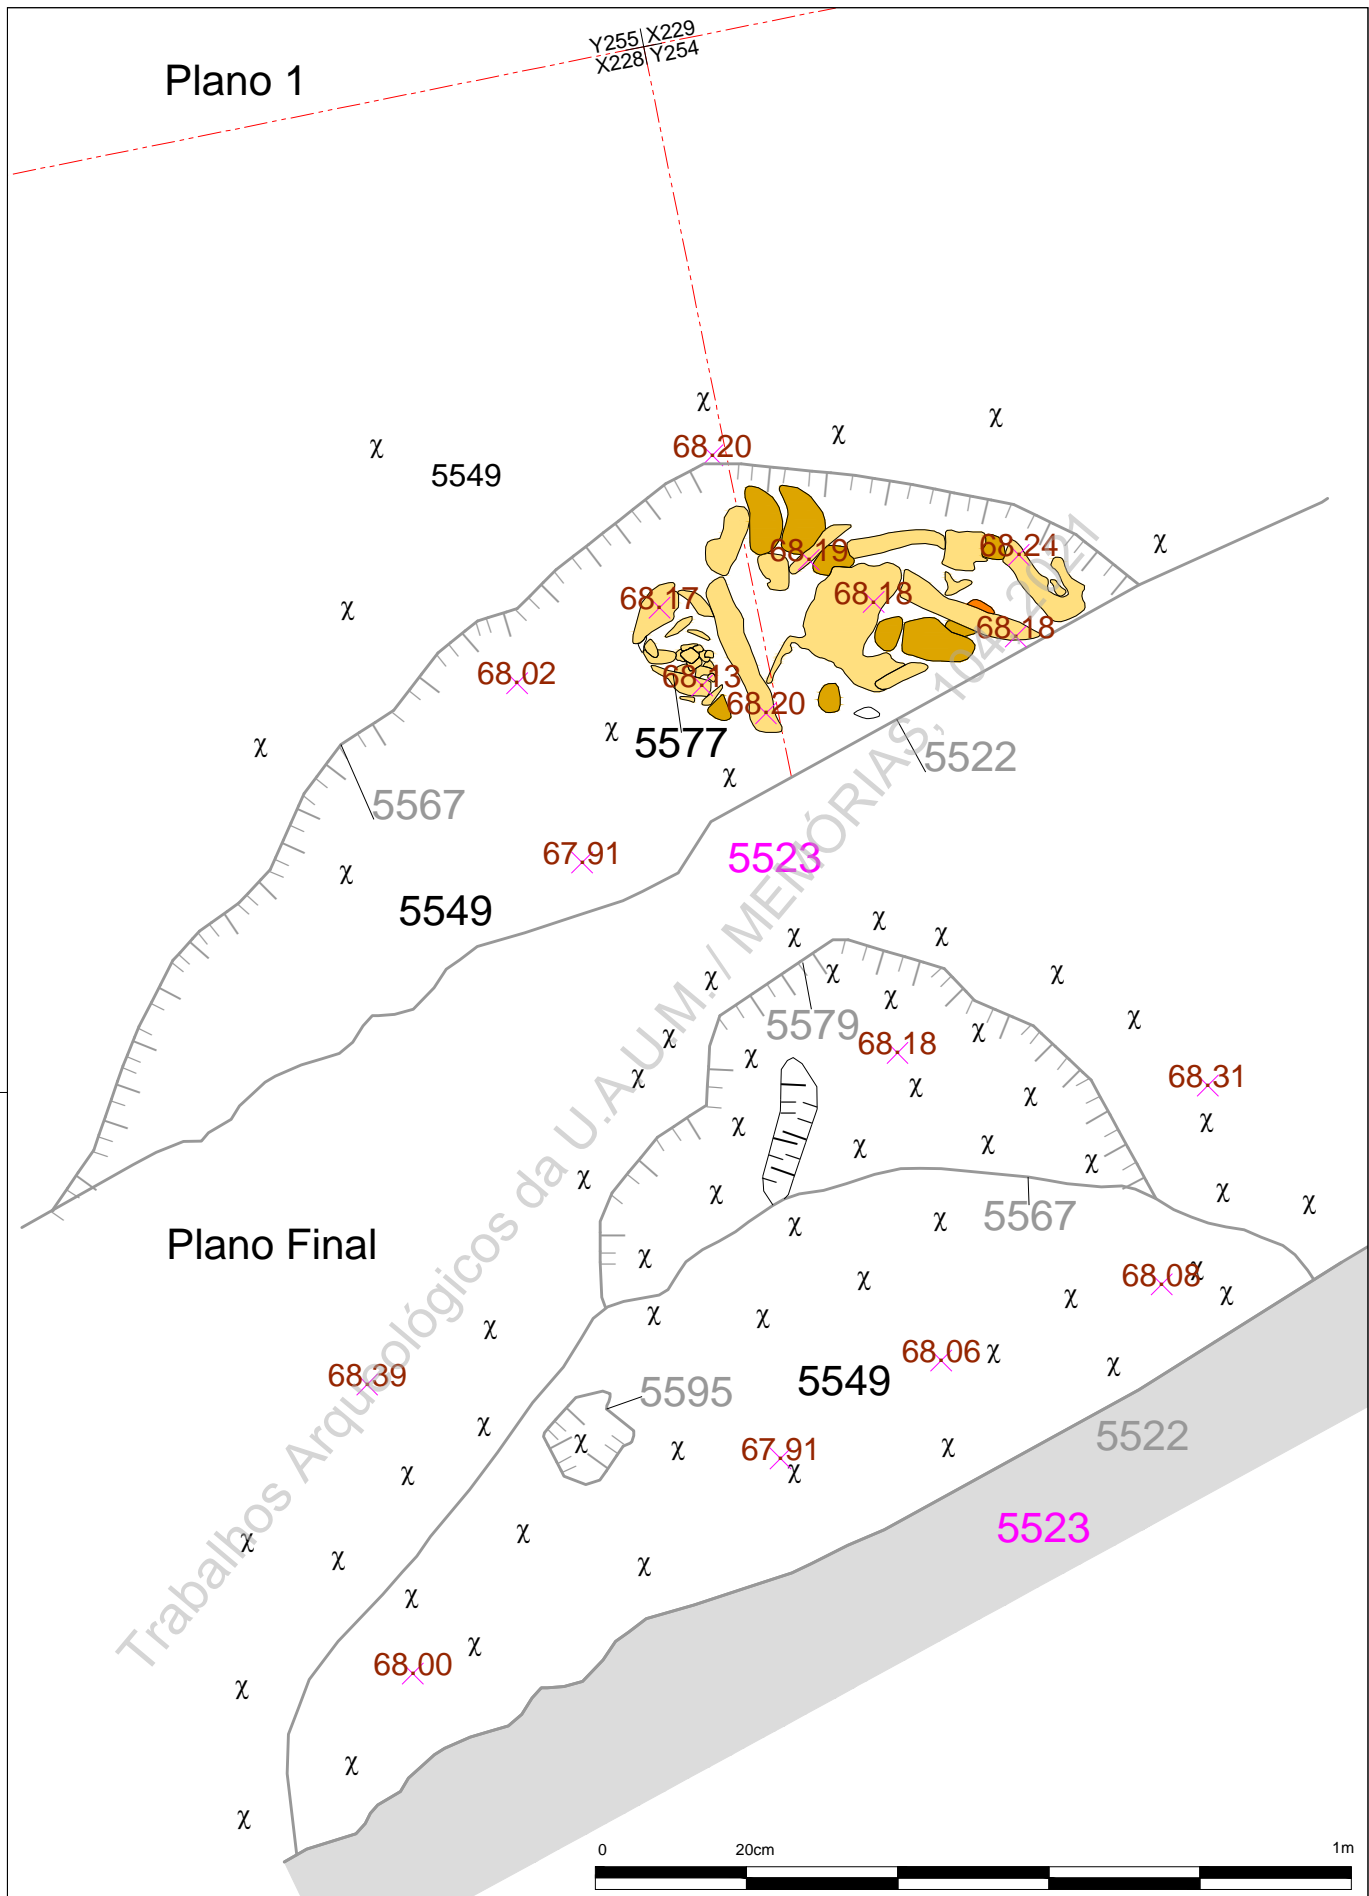 Plano 1
Y255 X229
X228 Y254
χ
χ
χ
χ
5549
68.20
68.19
68.24
χ
68.17
68.18
χ
68.18
68.02
68.13
68.20
χ
χ
5577
5522
χ
5567
67.91
5523
χ
5549
χ
χ
χ
χ
χ
χ
χ
χ
5579
χ
χ
χ
68.18
χ
χ
68.31
χ
χ
χ
χ
χ
χ
χ
χ
χ
χ
χ
5567
χ
χ
χ
Plano Final
χ
68.08
χ
χ
χ
χ
χ
χ
68.06
χ
χ
68.39
5549
5595
χ
χ
χ
67.91
χ
5522
χ
χ
5523
χ
χ
χ
χ
χ
χ
68.00
χ
χ
χ
0 20cm 1m
Trabalhos Arqueológicos da U.A.U.M. / MEMÓRIAS, 104, 2021